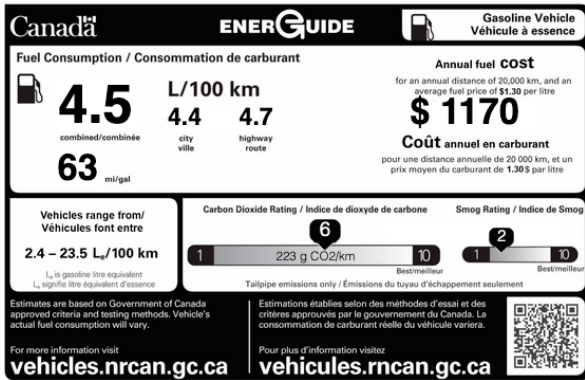 Canada
ENERGUIDE
Gasoline Vehicle
Véhicule à essence
Fuel Consumption / Consommation de carburant
4.5
combined/combinée
63 mi/gal
L/100 km
4.4 4.7
city highway
ville route
Annual fuel cost
for an annual distance of 20,000 km, and an
average fuel price of $1.30 per litre
$ 1170
Coût annuel en carburant
pour une distance annuelle de 20 000 km, et un
prix moyen du carburant de 1.30 $ par litre
Vehicles range from/
Véhicules font entre
2.4 – 23.5 Lₑ/100 km
Lₑ is gasoline litre equivalent
Lₑ signifie litre équivalent d'essence
Carbon Dioxide Rating / Indice de dioxyde de carbone
6
1 223 g CO2/km 10
Best/meilleur
Smog Rating / Indice de Smog
2
1 10
Best/meilleur
Tailpipe emissions only / Émissions du tuyau d'échappement seulement
Estimates are based on Government of Canada
approved criteria and testing methods. Vehicle's
actual fuel consumption will vary.
For more information visit
vehicles.nrcan.gc.ca
Estimations établies selon des méthodes d'essai et des
critères approuvés par le gouvernement du Canada. La
consommation de carburant réelle du véhicule variera.
Pour plus d'information visitez
vehicules.rncan.gc.ca